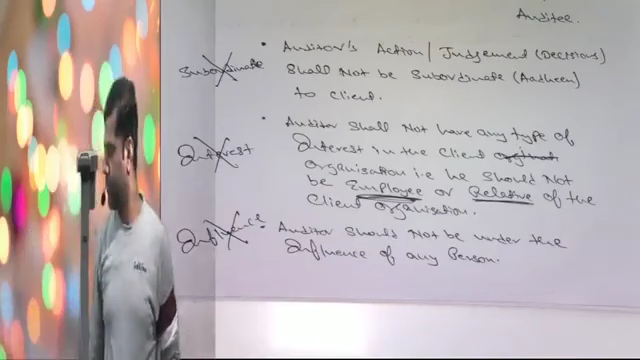 Auditee.
Subordinate
• Auditor's Action / Judgement (Decisions)
Shall Not be Subordinate (Aadheen)
to client.
Interest
• Auditor Shall Not have any type of
Interest in the Client
Organisation i.e he should Not
be Employee or Relative of the
Client Organisation.
Influence
• Auditor should Not be under the
Influence of any Person.